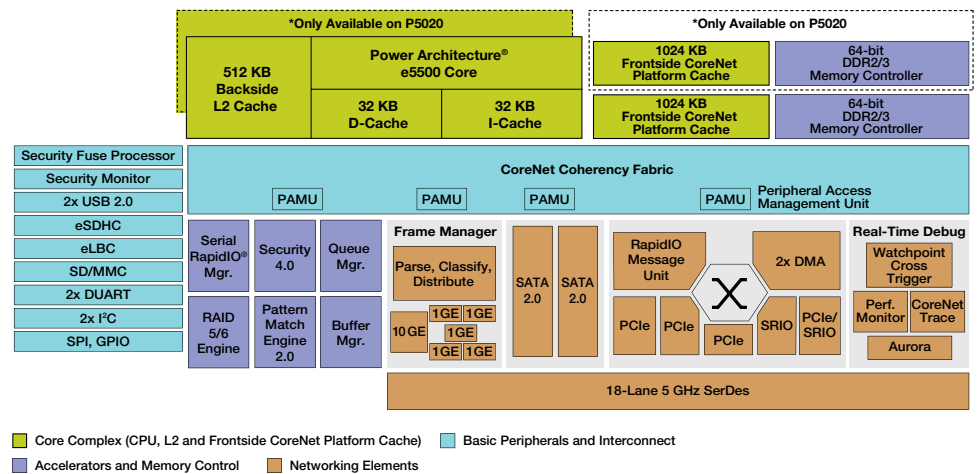 *Only Available on P5020
512 KB
Backside
L2 Cache
Power Architecture®
e5500 Core
32 KB
D-Cache
32 KB
I-Cache
*Only Available on P5020
1024 KB
Frontside CoreNet
Platform Cache
64-bit
DDR2/3
Memory Controller
1024 KB
Frontside CoreNet
Platform Cache
64-bit
DDR2/3
Memory Controller
Security Fuse Processor
Security Monitor
2x USB 2.0
eSDHC
eLBC
SD/MMC
2x DUART
2x I²C
SPI, GPIO
CoreNet Coherency Fabric
PAMU
PAMU
PAMU
PAMU
Peripheral Access
Management Unit
Serial
RapidIO®
Mgr.
Security
4.0
Queue
Mgr.
RAID
5/6
Engine
Pattern
Match
Engine
2.0
Buffer
Mgr.
Frame Manager
Parse, Classify,
Distribute
10 GE
1GE
1GE
1GE
1GE
1GE
SATA
2.0
SATA
2.0
RapidIO
Message
Unit
2x DMA
PCIe
PCIe
PCIe
SRIO
PCIe/
SRIO
Real-Time Debug
Watchpoint
Cross
Trigger
Perf.
Monitor
CoreNet
Trace
Aurora
18-Lane 5 GHz SerDes
Core Complex (CPU, L2 and Frontside CoreNet Platform Cache)
Basic Peripherals and Interconnect
Accelerators and Memory Control
Networking Elements